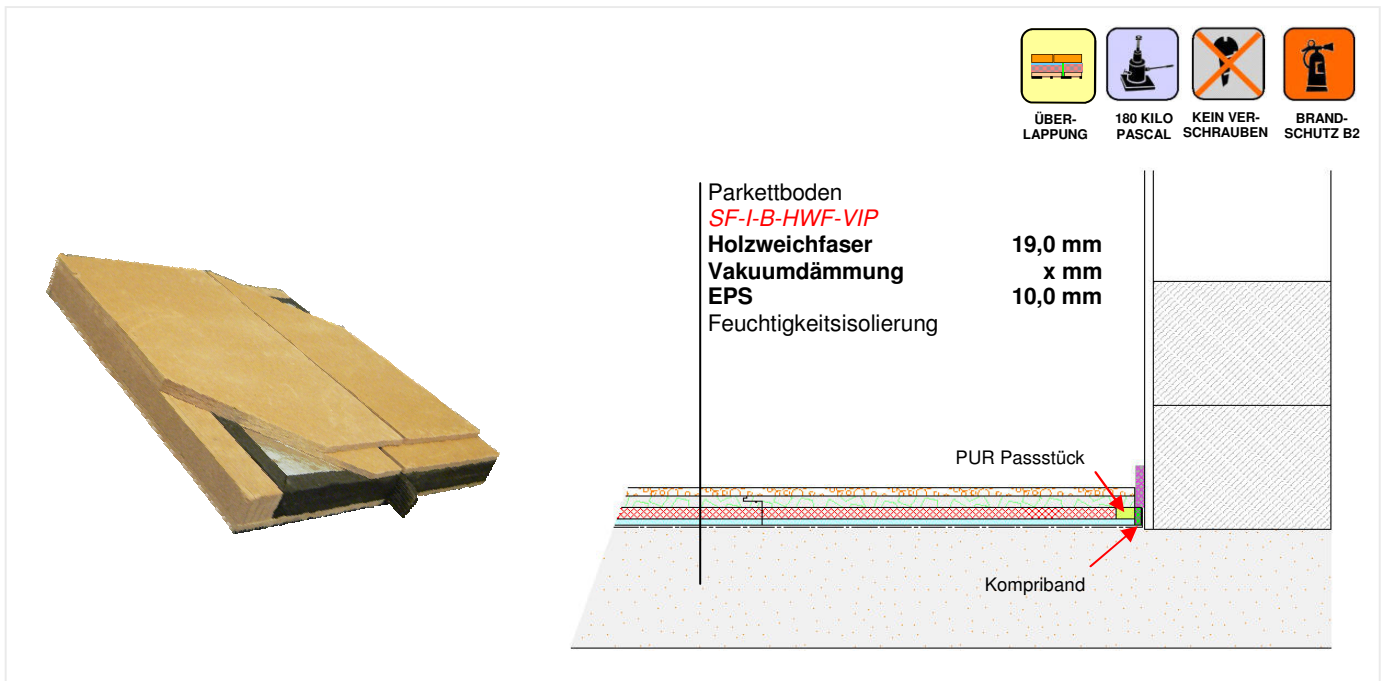 ÜBER-
LAPPUNG
180 KILO
PASCAL
KEIN VER-
SCHRAUBEN
BRAND-
SCHUTZ B2
Parkettboden
SF-I-B-HWF-VIP
Holzweichfaser 19,0 mm
Vakuumdämmung x mm
EPS 10,0 mm
Feuchtigkeitsisolierung
PUR Passstück
Kompriband